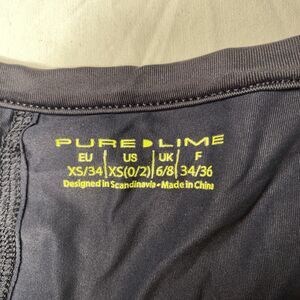 PURE LIME
EU | US | UK | F
XS/34 | XS(0/2) | 6/8 | 34/36
Designed in Scandinavia • Made in China